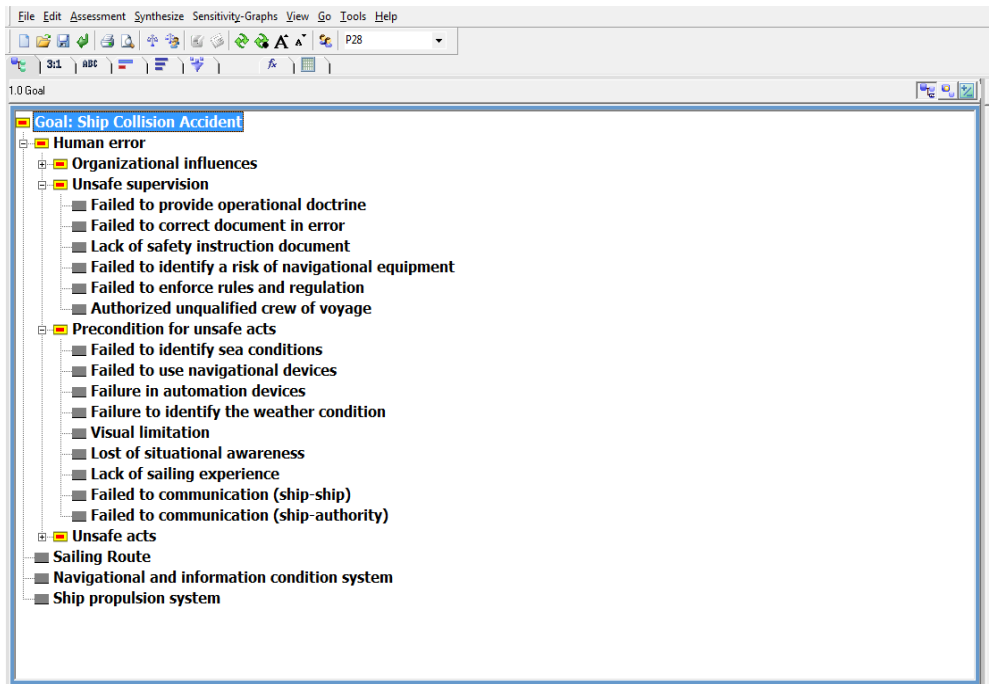 File Edit Assessment Synthesize Sensitivity-Graphs View Go Tools Help
P28
3:1 ABC fx
1.0 Goal
Goal: Ship Collision Accident
Human error
Organizational influences
Unsafe supervision
Failed to provide operational doctrine
Failed to correct document in error
Lack of safety instruction document
Failed to identify a risk of navigational equipment
Failed to enforce rules and regulation
Authorized unqualified crew of voyage
Precondition for unsafe acts
Failed to identify sea conditions
Failed to use navigational devices
Failure in automation devices
Failure to identify the weather condition
Visual limitation
Lost of situational awareness
Lack of sailing experience
Failed to communication (ship-ship)
Failed to communication (ship-authority)
Unsafe acts
Sailing Route
Navigational and information condition system
Ship propulsion system